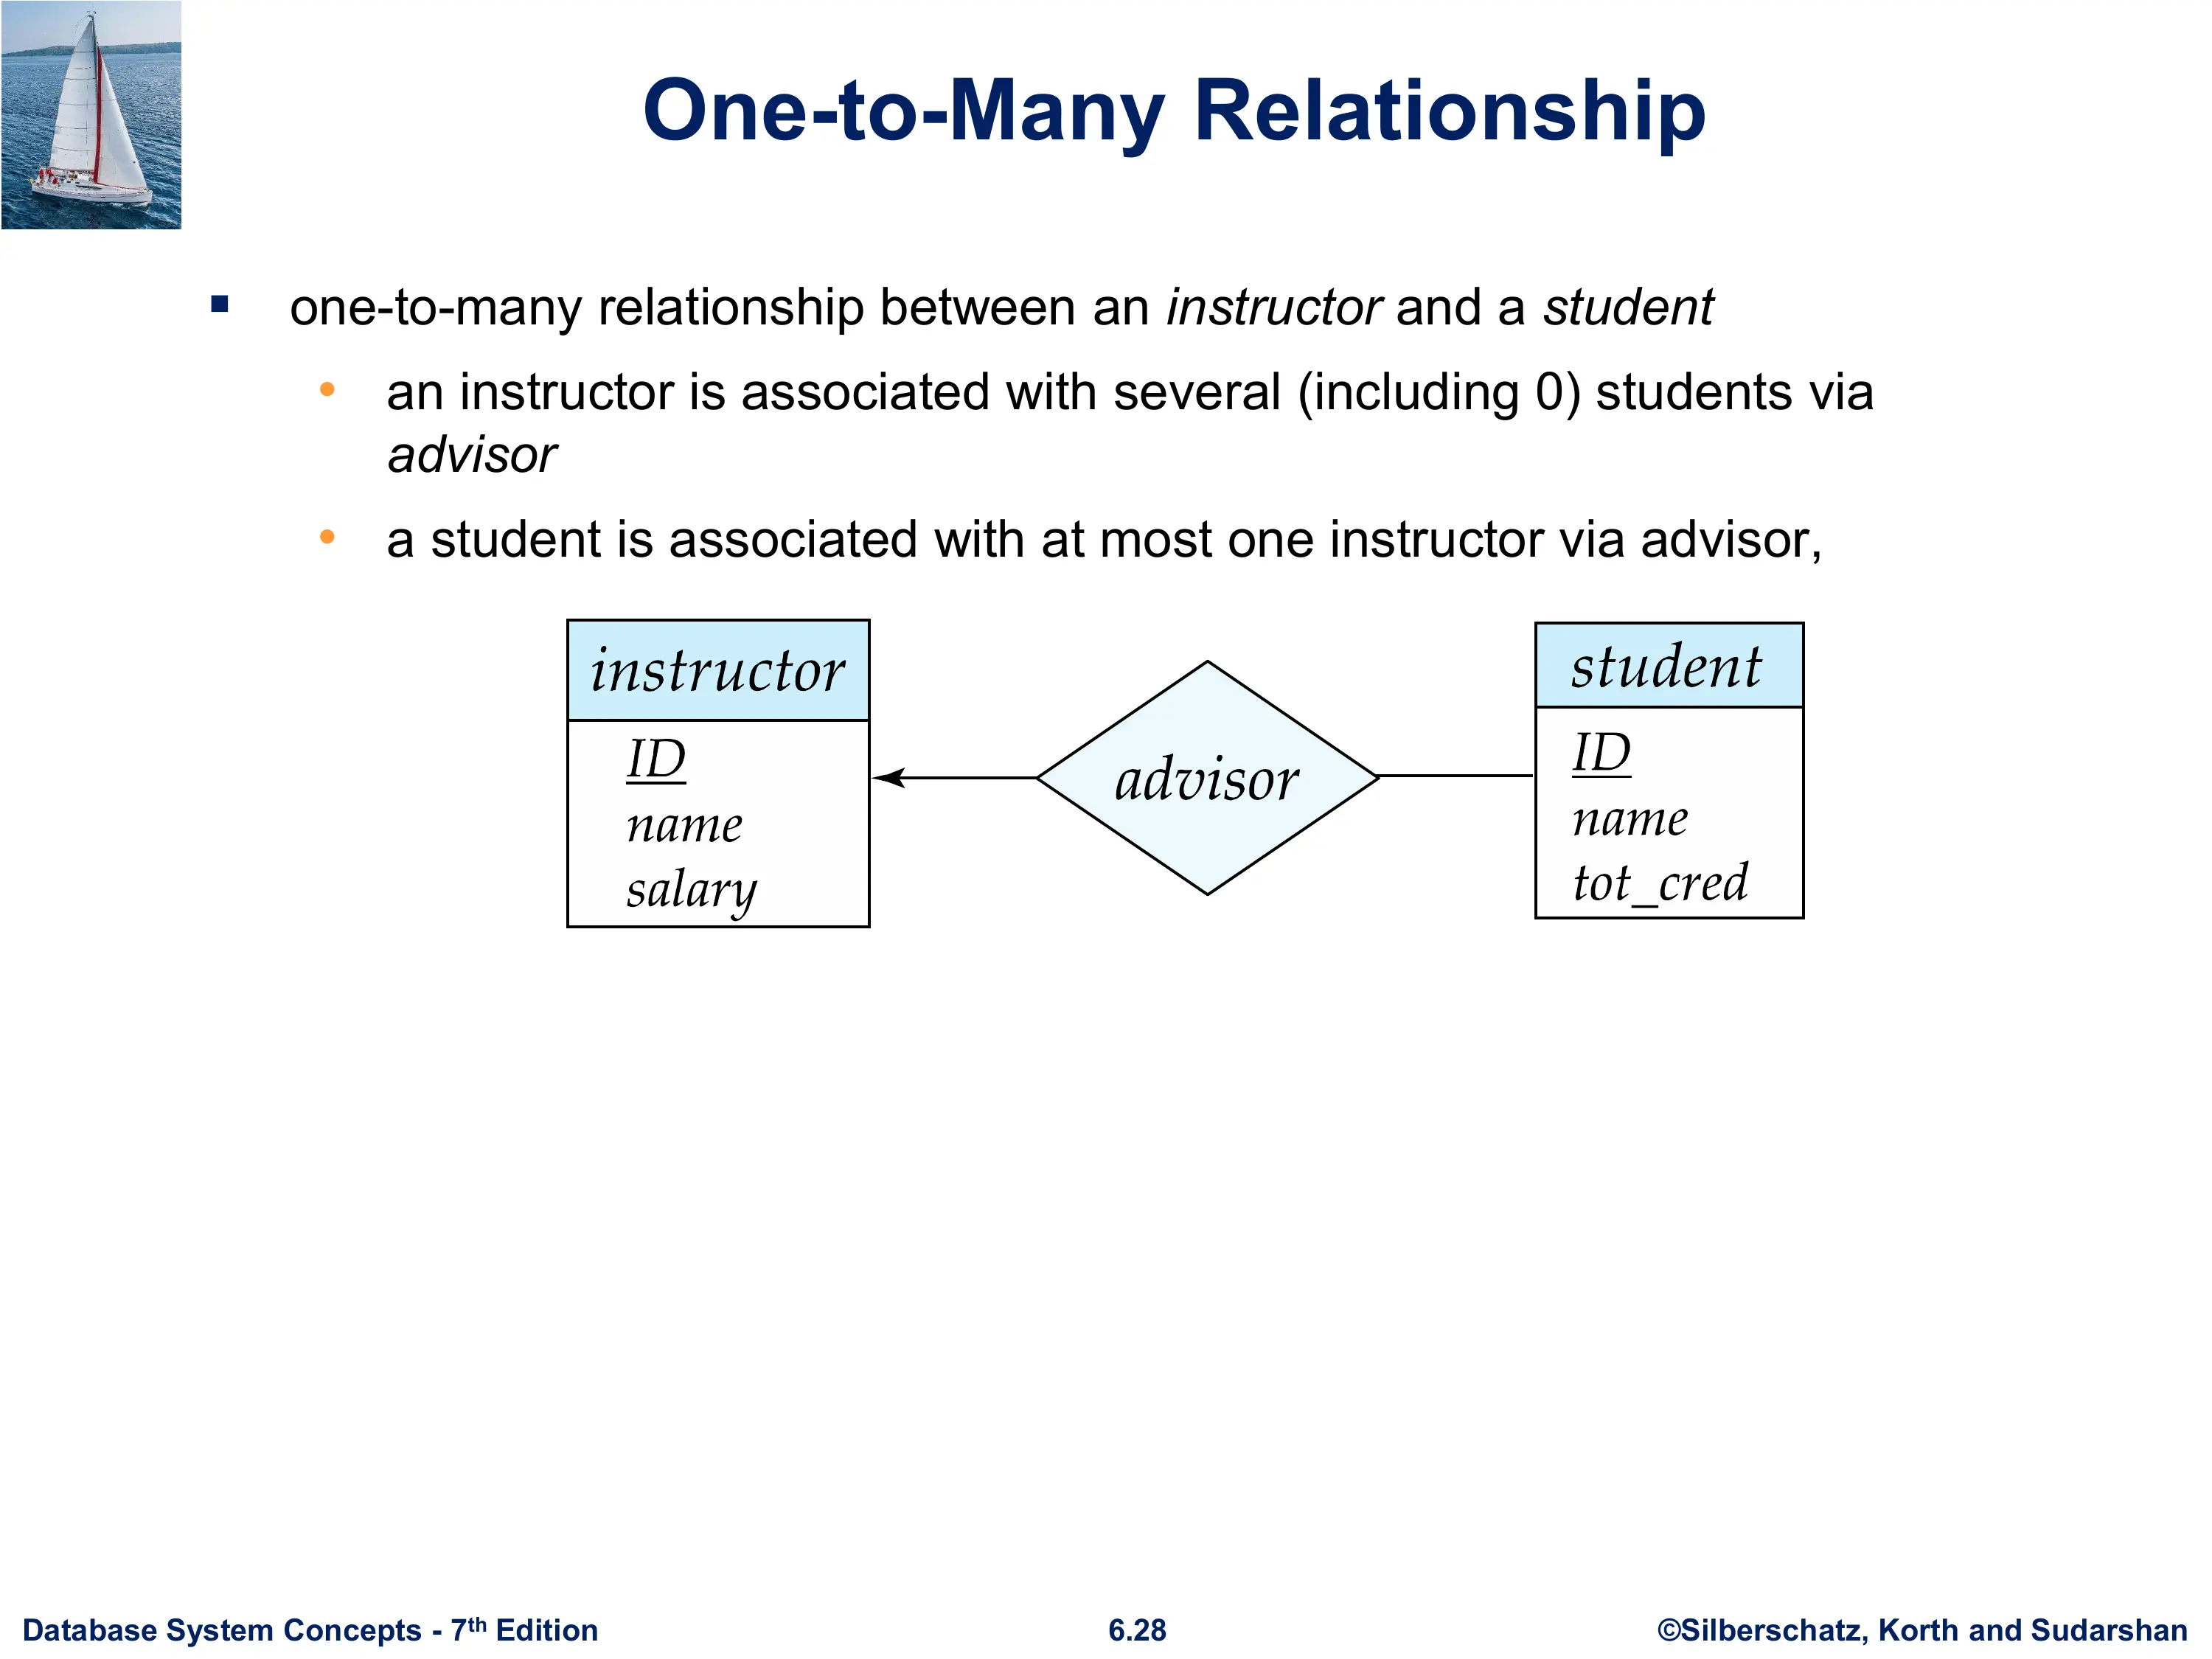 One-to-Many Relationship
▪ one-to-many relationship between an instructor and a student
• an instructor is associated with several (including 0) students via
advisor
• a student is associated with at most one instructor via advisor,
instructor
ID
name
salary
advisor
student
ID
name
tot_cred
Database System Concepts - 7th Edition
6.28
©Silberschatz, Korth and Sudarshan